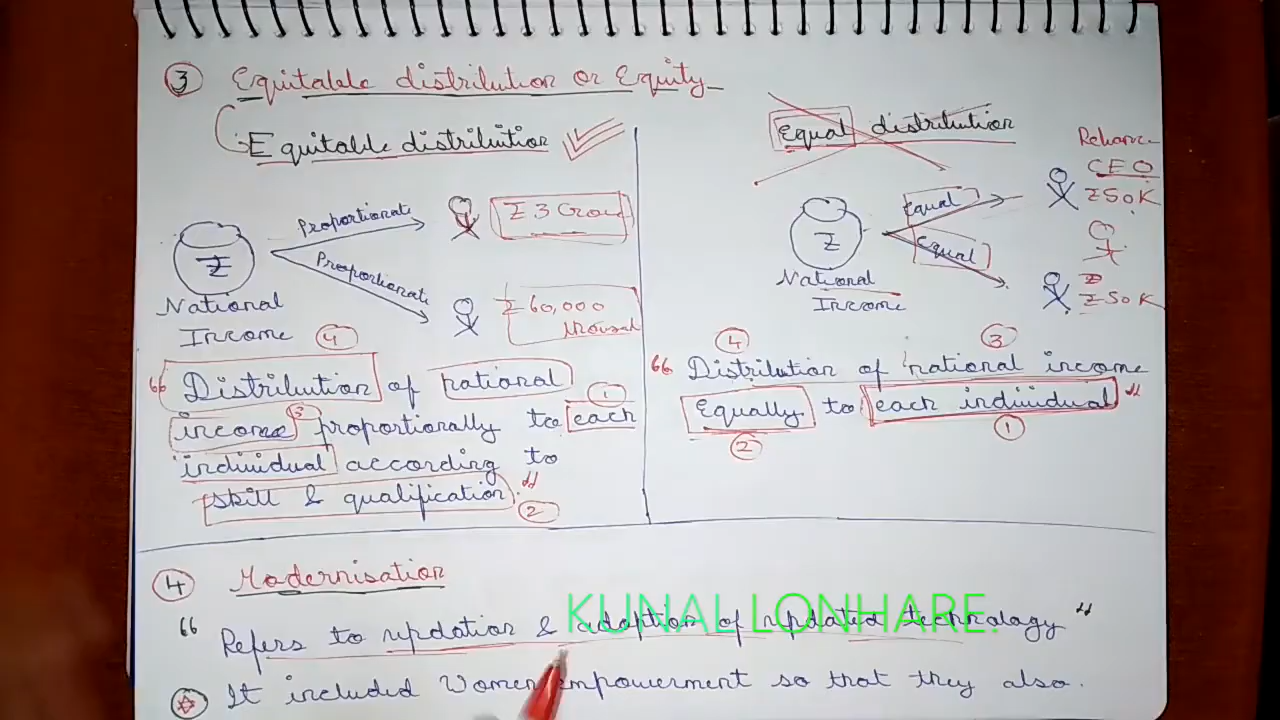 ③ Equitable distribution or Equity
Equitable distribution
Proportionate
₹ 3 Crore
Proportionate
₹ 60,000
thousand
₹
National
Income ④
"Distribution of national
income ③ proportionally to ① each
individual according to
skill & qualification." ②
Equal distribution
Reliance
CEO
Equal
₹50K
₹
Equal
₹50K
National
Income
④ ③
"Distribution of national income
Equally to each individual"
② ①
④ Modernisation
"Refers to updation & adaption of updated technology"
KUNAL LONHARE.
It included Women empowerment so that they also.